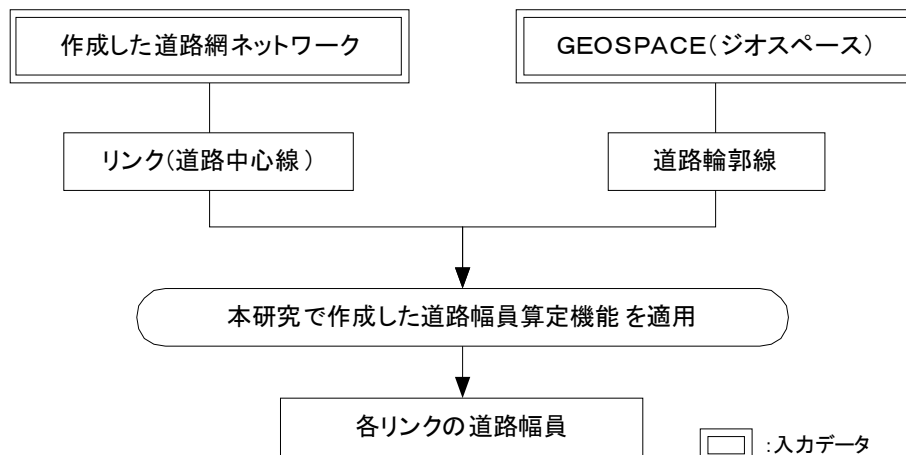 作成した道路網ネットワーク
GEOSPACE(ジオスペース)
リンク(道路中心線)
道路輪郭線
本研究で作成した道路幅員算定機能を適用
各リンクの道路幅員
:入力データ